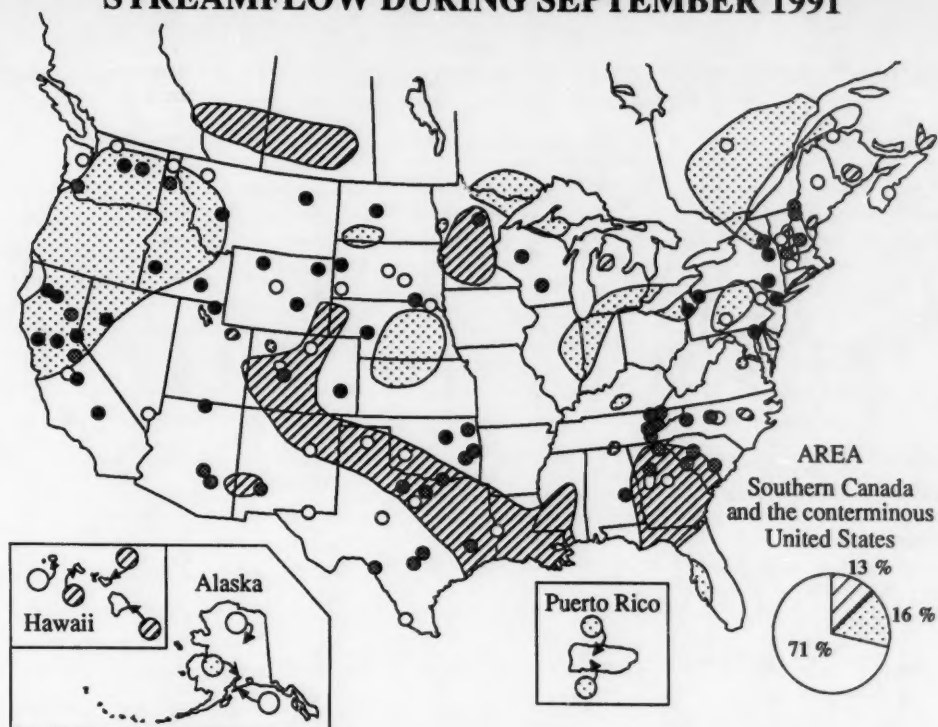 STREAMFLOW DURING SEPTEMBER 1991
AREA
Southern Canada
and the conterminous
United States
13 %
16 %
71 %
Alaska
Hawaii
Puerto Rico